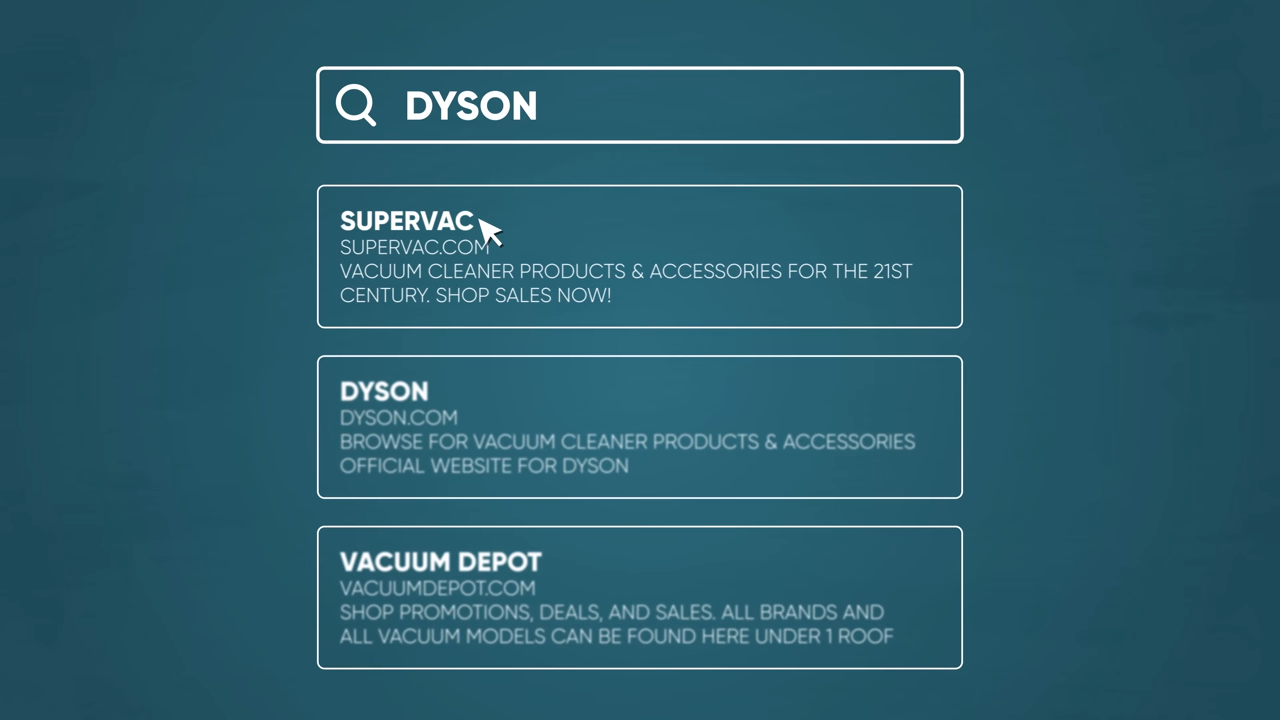 DYSON
SUPERVAC
SUPERVAC.COM
VACUUM CLEANER PRODUCTS & ACCESSORIES FOR THE 21ST
CENTURY. SHOP SALES NOW!
DYSON
DYSON.COM
BROWSE FOR VACUUM CLEANER PRODUCTS & ACCESSORIES
OFFICIAL WEBSITE FOR DYSON
VACUUM DEPOT
VACUUMDEPOT.COM
SHOP PROMOTIONS, DEALS, AND SALES. ALL BRANDS AND
ALL VACUUM MODELS CAN BE FOUND HERE UNDER 1 ROOF